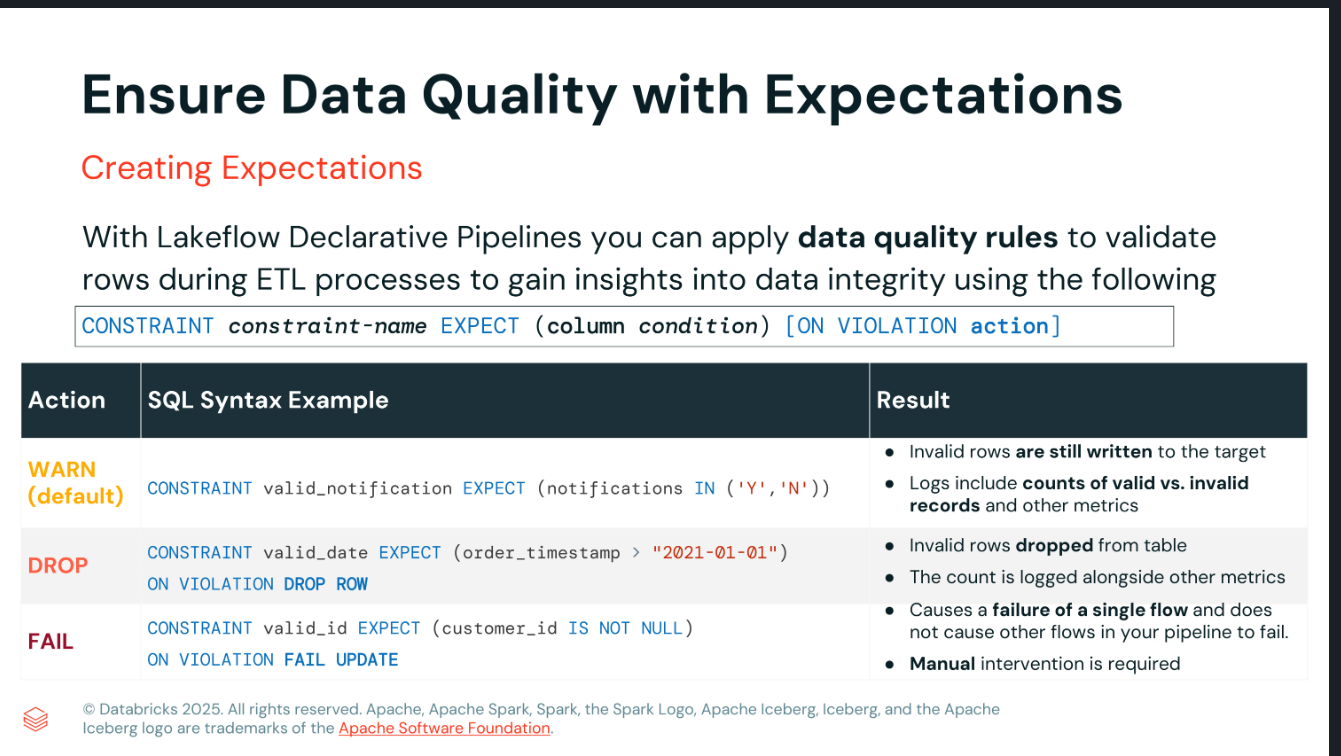 Ensure Data Quality with Expectations
Creating Expectations
With Lakeflow Declarative Pipelines you can apply data quality rules to validate
rows during ETL processes to gain insights into data integrity using the following
CONSTRAINT constraint-name EXPECT (column condition) [ON VIOLATION action]
Action SQL Syntax Example Result
WARN
(default)
CONSTRAINT valid_notification EXPECT (notifications IN ('Y','N'))
● Invalid rows are still written to the target
● Logs include counts of valid vs. invalid
records and other metrics
DROP
CONSTRAINT valid_date EXPECT (order_timestamp > "2021-01-01")
ON VIOLATION DROP ROW
● Invalid rows dropped from table
● The count is logged alongside other metrics
FAIL
CONSTRAINT valid_id EXPECT (customer_id IS NOT NULL)
ON VIOLATION FAIL UPDATE
● Causes a failure of a single flow and does
not cause other flows in your pipeline to fail.
● Manual intervention is required
© Databricks 2025. All rights reserved. Apache, Apache Spark, Spark, the Spark Logo, Apache Iceberg, Iceberg, and the Apache
Iceberg logo are trademarks of the Apache Software Foundation.